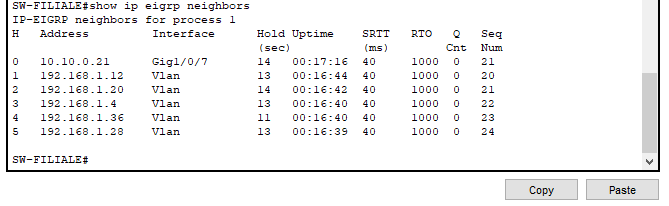 SW-FILIALE#show ip eigrp neighbors
IP-EIGRP neighbors for process 1
H   Address         Interface      Hold Uptime    SRTT   RTO   Q   Seq
                                   (sec)          (ms)        Cnt  Num
0   10.10.0.21      Gig1/0/7       14   00:17:16  40     1000  0   21
1   192.168.1.12    Vlan           13   00:16:44  40     1000  0   20
2   192.168.1.20    Vlan           14   00:16:42  40     1000  0   21
3   192.168.1.4     Vlan           13   00:16:40  40     1000  0   22
4   192.168.1.36    Vlan           11   00:16:40  40     1000  0   23
5   192.168.1.28    Vlan           13   00:16:39  40     1000  0   24
SW-FILIALE#
Copy Paste